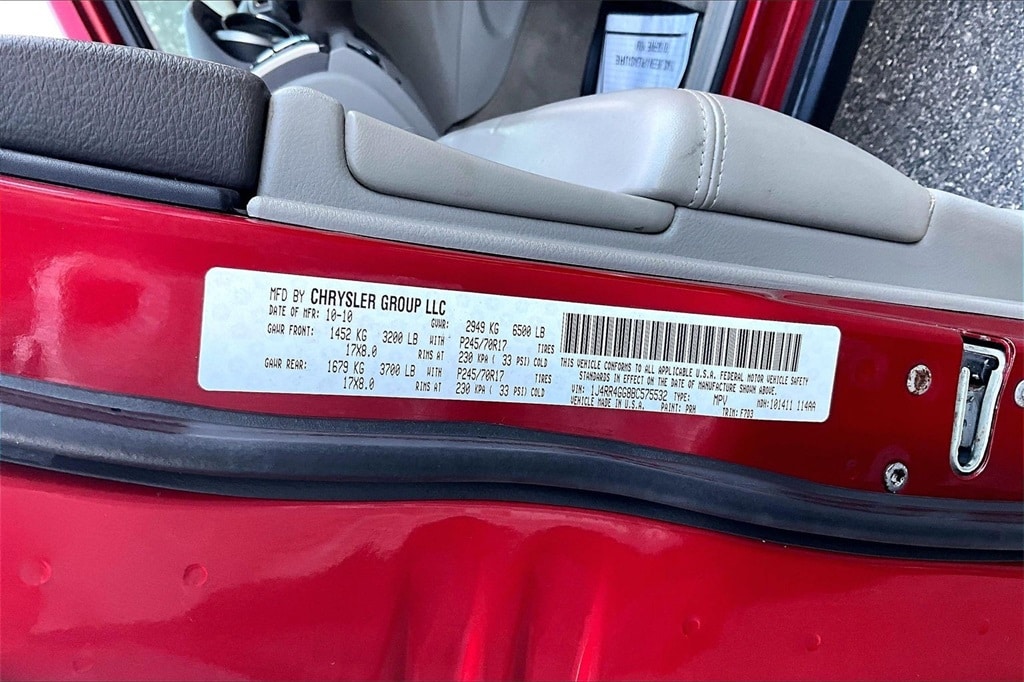 MFD BY CHRYSLER GROUP LLC
DATE OF MFR: 10-10 GVWR: 2949 KG 6500 LB
GAWR FRONT: 1452 KG 3200 LB WITH P245/70R17 TIRES
17X8.0 RIMS AT 230 KPA ( 33 PSI) COLD
GAWR REAR: 1679 KG 3700 LB WITH P245/70R17 TIRES
17X8.0 RIMS AT 230 KPA ( 33 PSI) COLD
THIS VEHICLE CONFORMS TO ALL APPLICABLE U.S.A. FEDERAL MOTOR VEHICLE SAFETY
STANDARDS IN EFFECT ON THE DATE OF MANUFACTURE SHOWN ABOVE.
VIN: 1J4RR4GG8BC575532 TYPE: MPV MDH:101411 114AA
VEHICLE MADE IN U.S.A. PAINT: PRH TRIM: F7D3